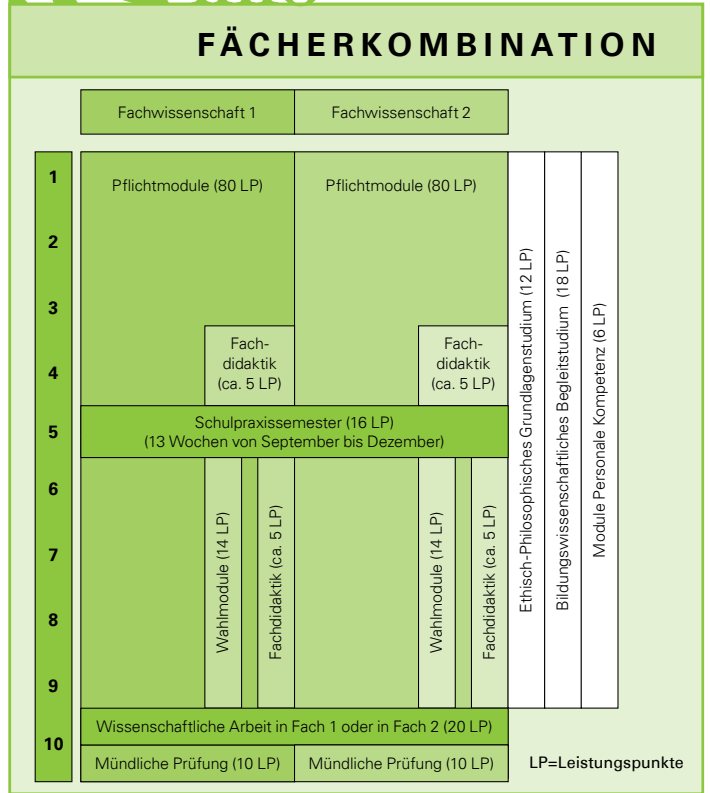 FÄCHERKOMBINATION
Fachwissenschaft 1
Fachwissenschaft 2
1
Pflichtmodule (80 LP)
Pflichtmodule (80 LP)
2
3
Fach-
didaktik
(ca. 5 LP)
Fach-
didaktik
(ca. 5 LP)
4
Schulpraxissemester (16 LP)
(13 Wochen von September bis Dezember)
5
6
7
8
9
Wahlmodule (14 LP)
Fachdidaktik (ca. 5 LP)
Wahlmodule (14 LP)
Fachdidaktik (ca. 5 LP)
Ethisch-Philosophisches Grundlagenstudium (12 LP)
Bildungswissenschaftliches Begleitstudium (18 LP)
Module Personale Kompetenz (6 LP)
Wissenschaftliche Arbeit in Fach 1 oder in Fach 2 (20 LP)
10
Mündliche Prüfung (10 LP)
Mündliche Prüfung (10 LP)
LP=Leistungspunkte